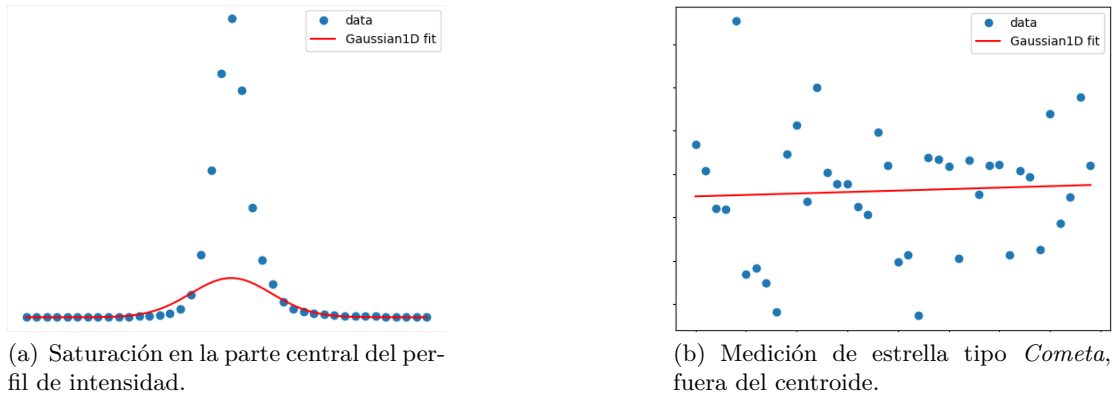 data
Gaussian1D fit
data
Gaussian1D fit
(a) Saturación en la parte central del per-
fil de intensidad.
(b) Medición de estrella tipo Cometa,
fuera del centroide.